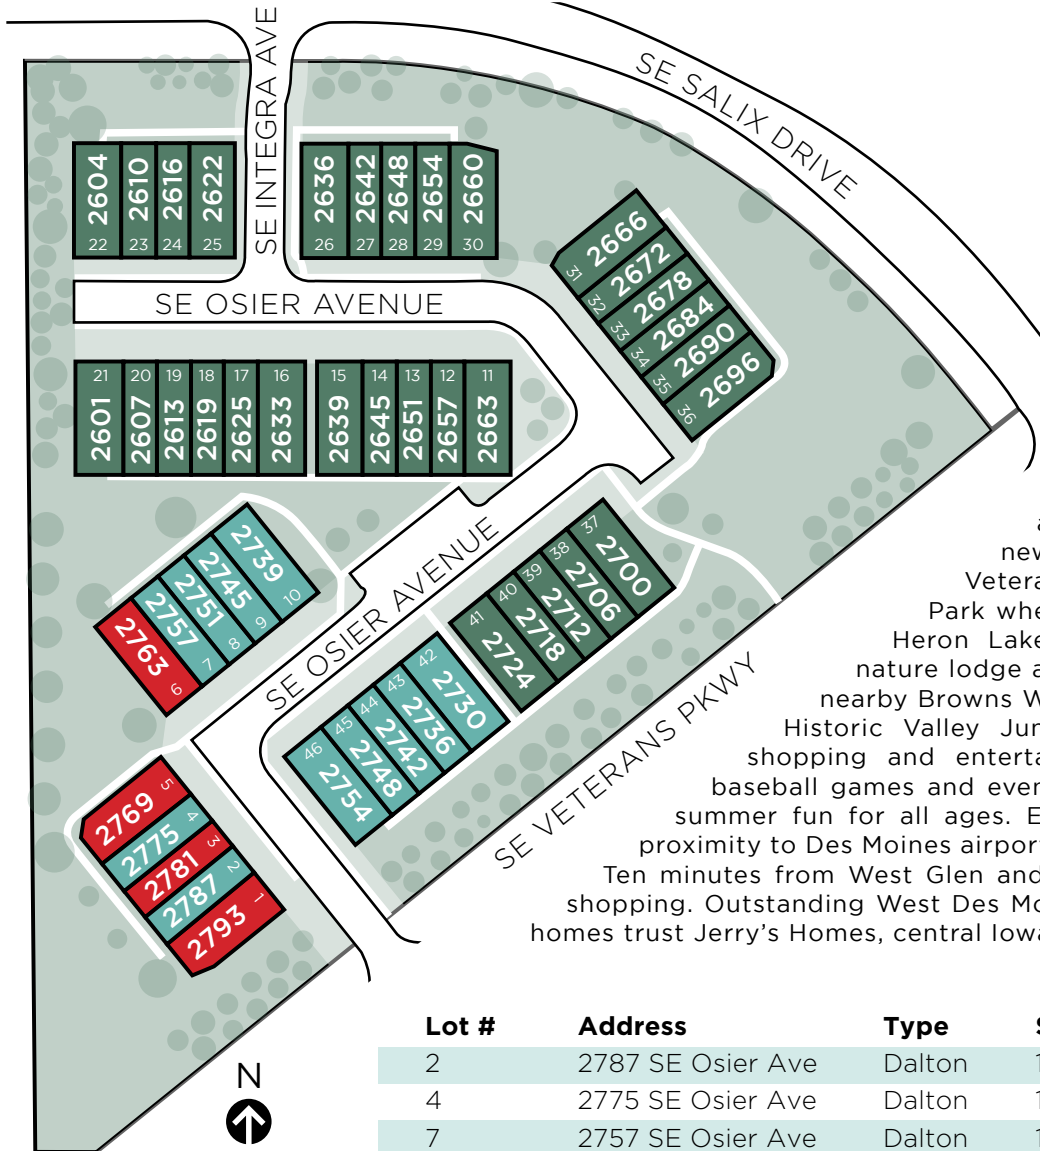 SE INTEGRA AVE
SE SALIX DRIVE
2604 2610 2616 2622
22 23 24 25
2636 2642 2648 2654 2660
26 27 28 29 30
2666
31
2672
32
2678
33
2684
34
2690
35
2696
36
SE OSIER AVENUE
21 20 19 18 17 16 15 14 13 12 11
2601 2607 2613 2619 2625 2633 2639 2645 2651 2657 2663
2739
10
2745
9
2751
8
2757
7
2763
6
SE OSIER AVENUE
37
2700
38
2706
39
2712
40
2718
41
2724
42
2730
43
2736
44
2742
45
2748
46
2754
2769 5
2775 4
2781 3
2787 2
2793 1
SE VETERANS PKWY
Park
Heron Lake
nature lodge
nearby Browns
Historic Valley
shopping and
baseball games and
summer fun for all ages.
proximity to Des Moines
Ten minutes from West Glen and
shopping. Outstanding West Des
homes trust Jerry's Homes, central
N
Lot # Address Type
2 2787 SE Osier Ave Dalton
4 2775 SE Osier Ave Dalton
7 2757 SE Osier Ave Dalton